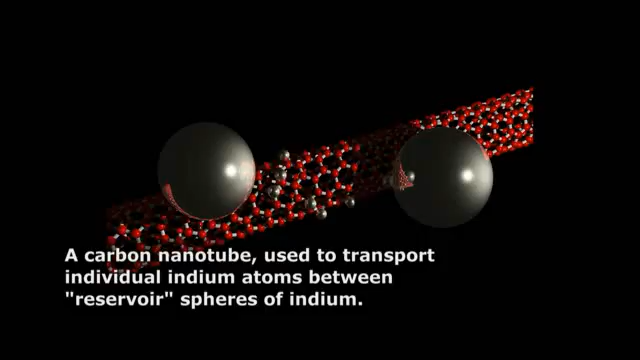 A carbon nanotube, used to transport
individual indium atoms between
"reservoir" spheres of indium.